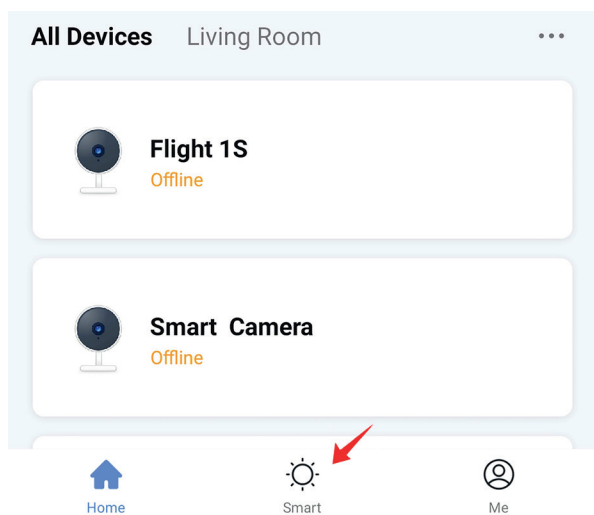 All Devices Living Room
Flight 1S
Offline
Smart Camera
Offline
Home Smart Me